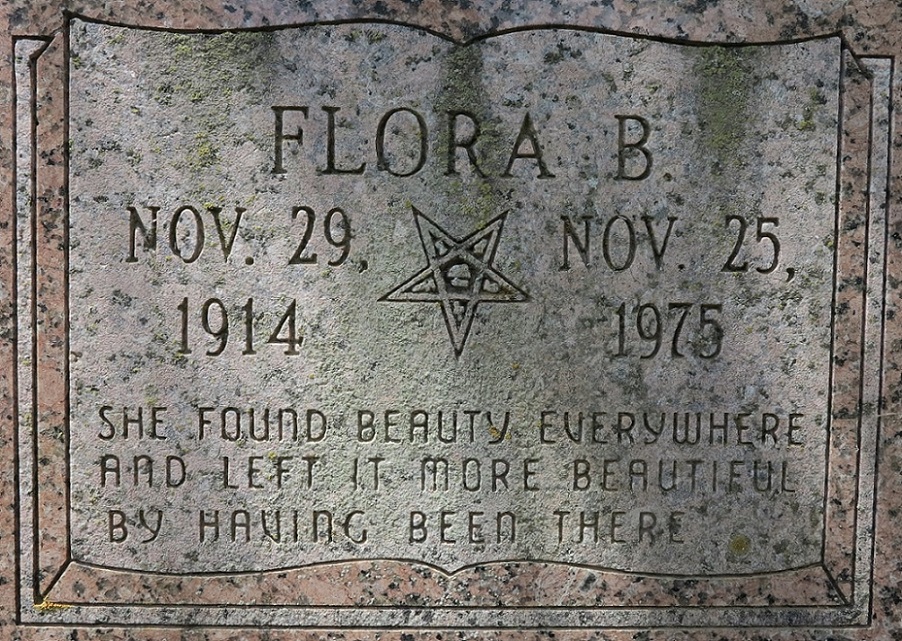 FLORA B.
NOV. 29, NOV. 25,
1914 1975
SHE FOUND BEAUTY EVERYWHERE
AND LEFT IT MORE BEAUTIFUL
BY HAVING BEEN THERE